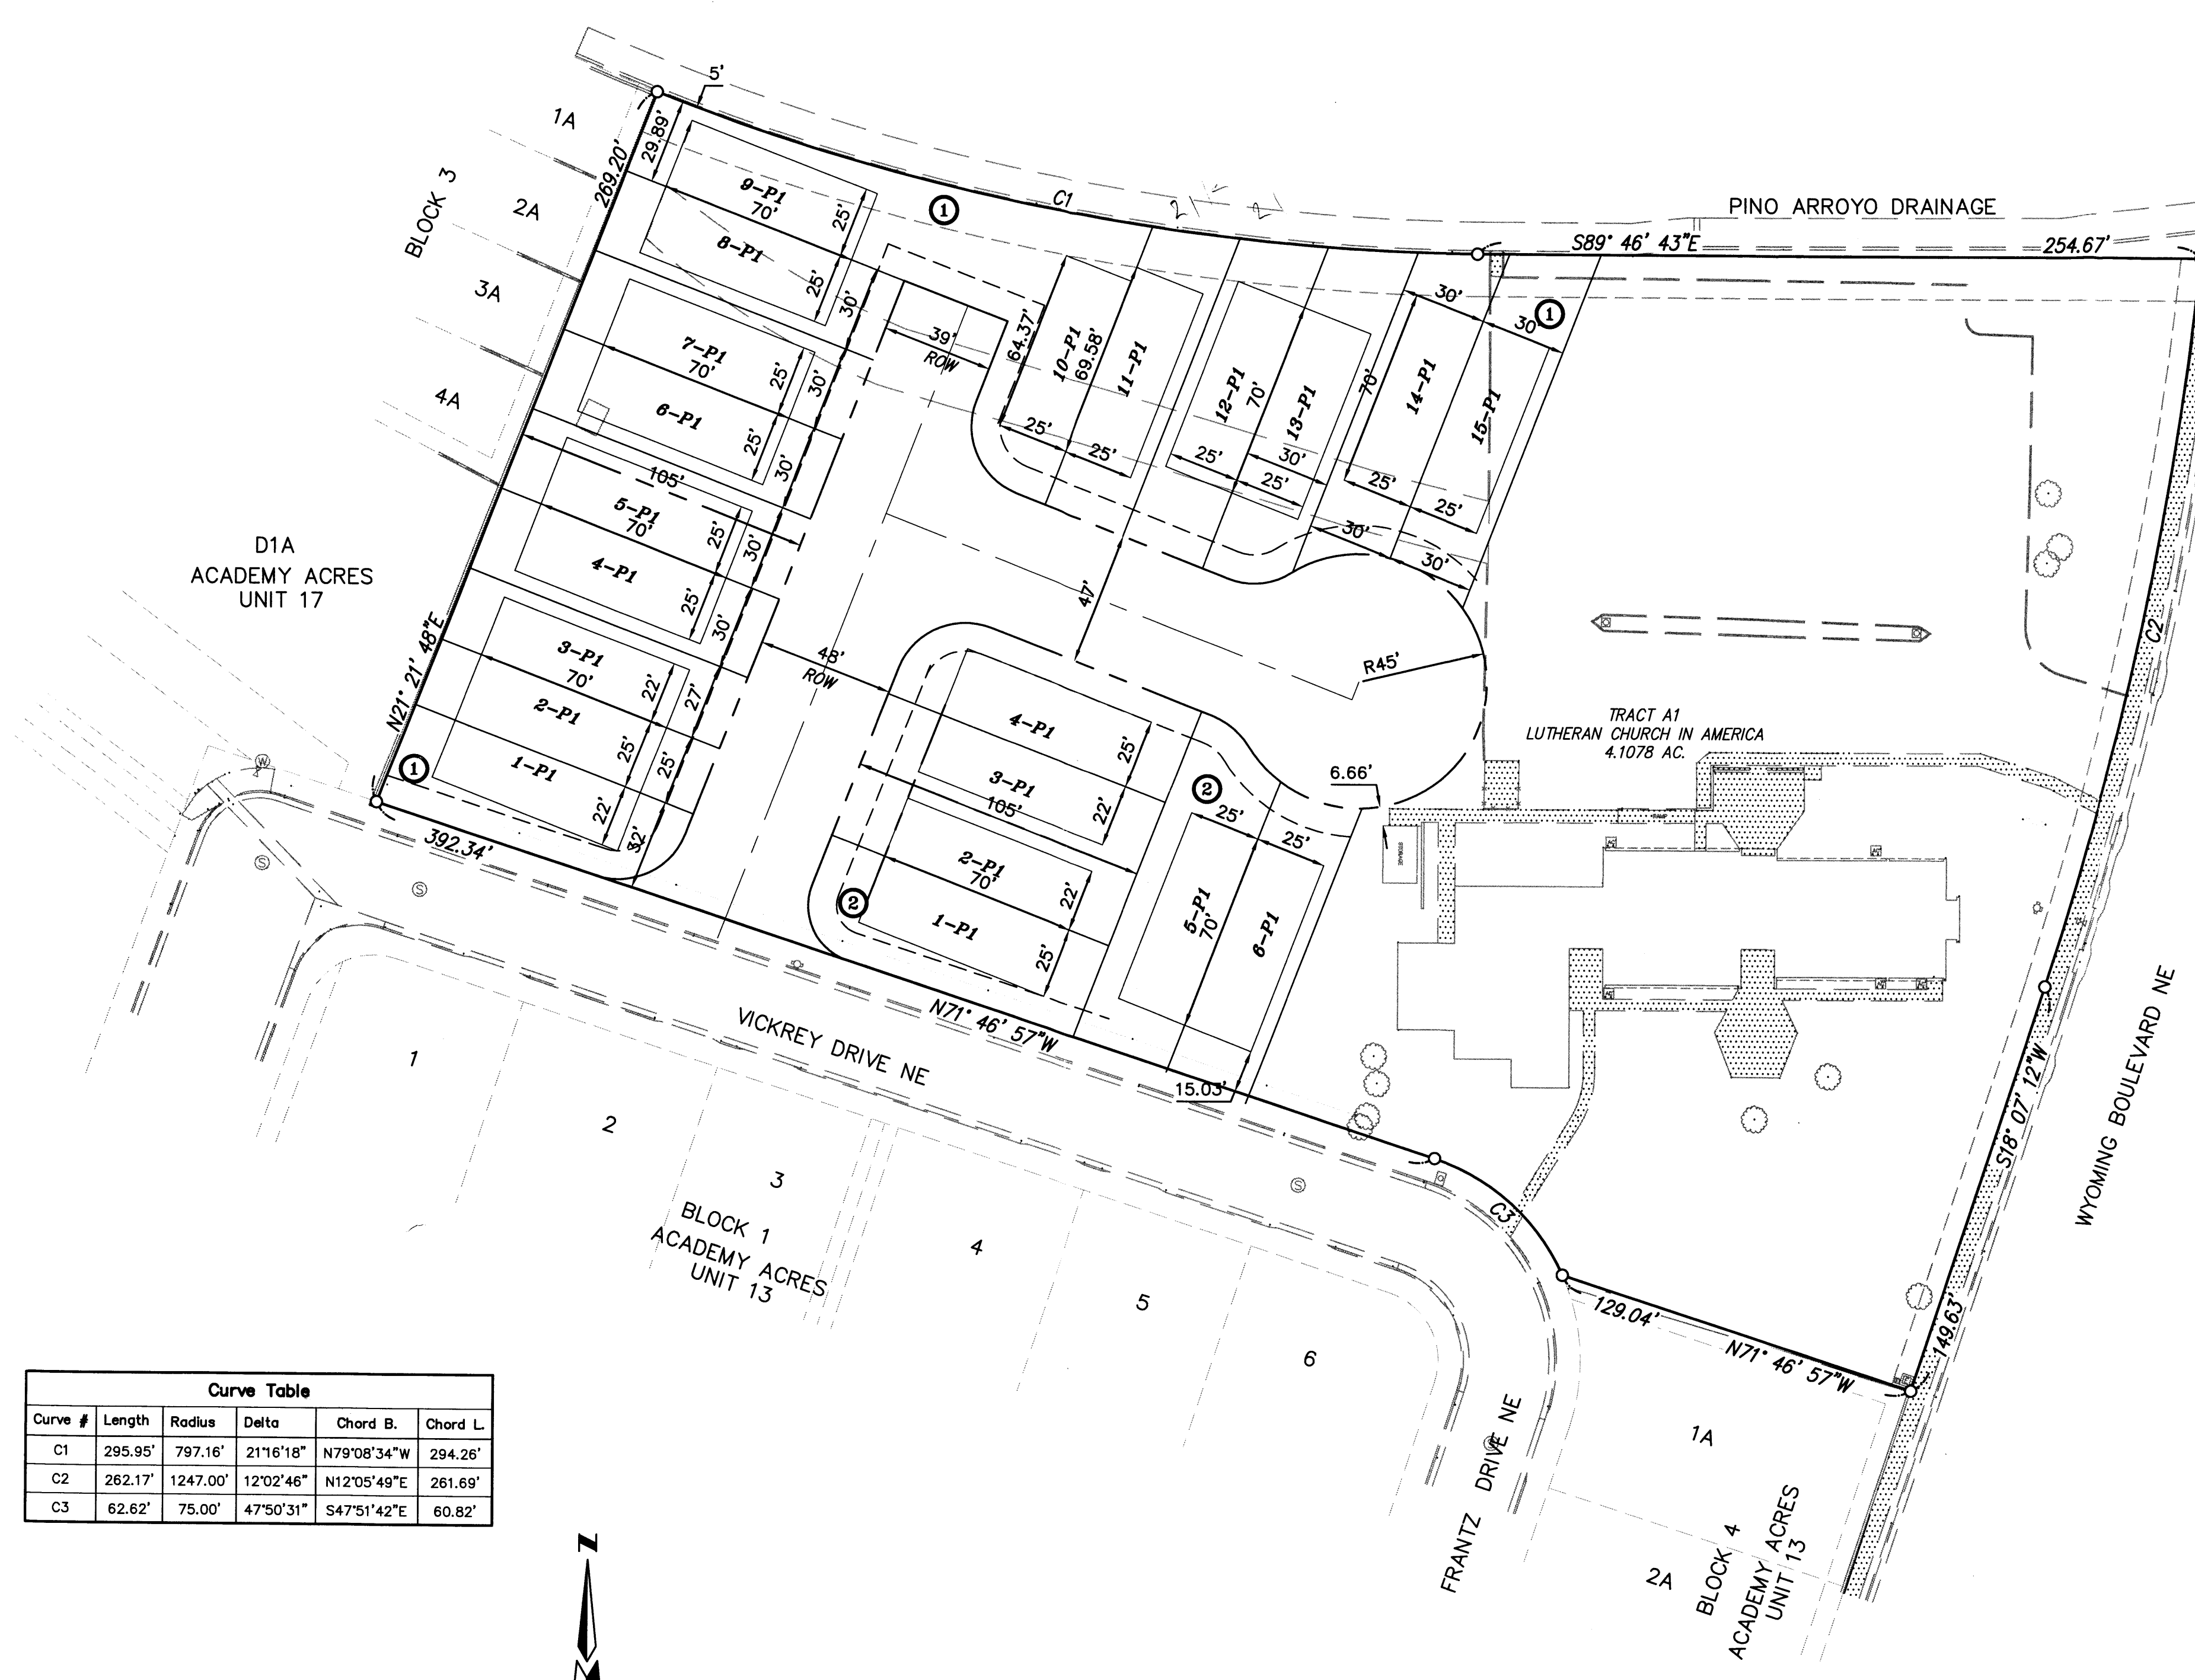 5'
1A
29.89'
269.20'
BLOCK 3
2A
3A
4A
9-P1
70'
25'
8-P1
25'
30'
1
C1
PINO ARROYO DRAINAGE
S89° 46' 43"E
254.67'
7-P1
70'
25'
30'
6-P1
25'
30'
39'
ROW
64.37'
10-P1
69.58'
11-P1
25'
25'
12-P1
70'
13-P1
30'
25'
25'
30'
30'
1
70'
14-P1
15-P1
25'
25'
30'
30'
105'
5-P1
70'
25'
30'
4-P1
25'
30'
D1A
ACADEMY ACRES
UNIT 17
N21° 21' 48"E
3-P1
70'
22'
27'
2-P1
25'
25'
1-P1
22'
32'
1
47'
48'
ROW
R45'
C2
TRACT A1
LUTHERAN CHURCH IN AMERICA
4.1078 AC.
4-P1
25'
3-P1
22'
105'
2-P1
70'
22'
1-P1
25'
2
2
6.66'
25'
25'
5-P1
70'
6-P1
15.03'
STORAGE
W
S
S
392.34'
N71° 46' 57"W
VICKREY DRIVE NE
S18° 07' 12"W
WYOMING BOULEVARD NE
1
2
3
BLOCK 1
ACADEMY ACRES
UNIT 13
4
5
6
S
C3
129.04'
N71° 46' 57"W
149.63'
FRANTZ DRIVE NE
1A
2A
BLOCK 4
ACADEMY ACRES
UNIT 13
Curve Table
Curve # Length Radius Delta Chord B. Chord L.
C1 295.95' 797.16' 21°16'18" N79°08'34"W 294.26'
C2 262.17' 1247.00' 12°02'46" N12°05'49"E 261.69'
C3 62.62' 75.00' 47°50'31" S47°51'42"E 60.82'
N